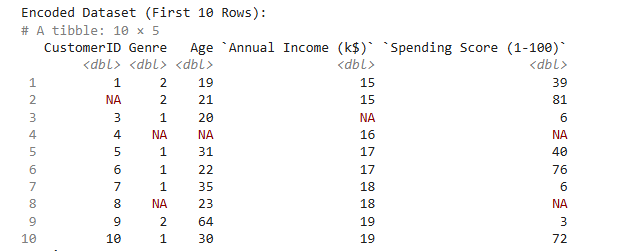 Encoded Dataset (First 10 Rows):
# A tibble: 10 × 5
CustomerID Genre Age `Annual Income (k$)` `Spending Score (1-100)`
<dbl> <dbl> <dbl> <dbl> <dbl>
1 1 2 19 15 39
2 NA 2 21 15 81
3 3 1 20 NA 6
4 4 NA NA 16 NA
5 5 1 31 17 40
6 6 1 22 17 76
7 7 1 35 18 6
8 8 NA 23 18 NA
9 9 2 64 19 3
10 10 1 30 19 72